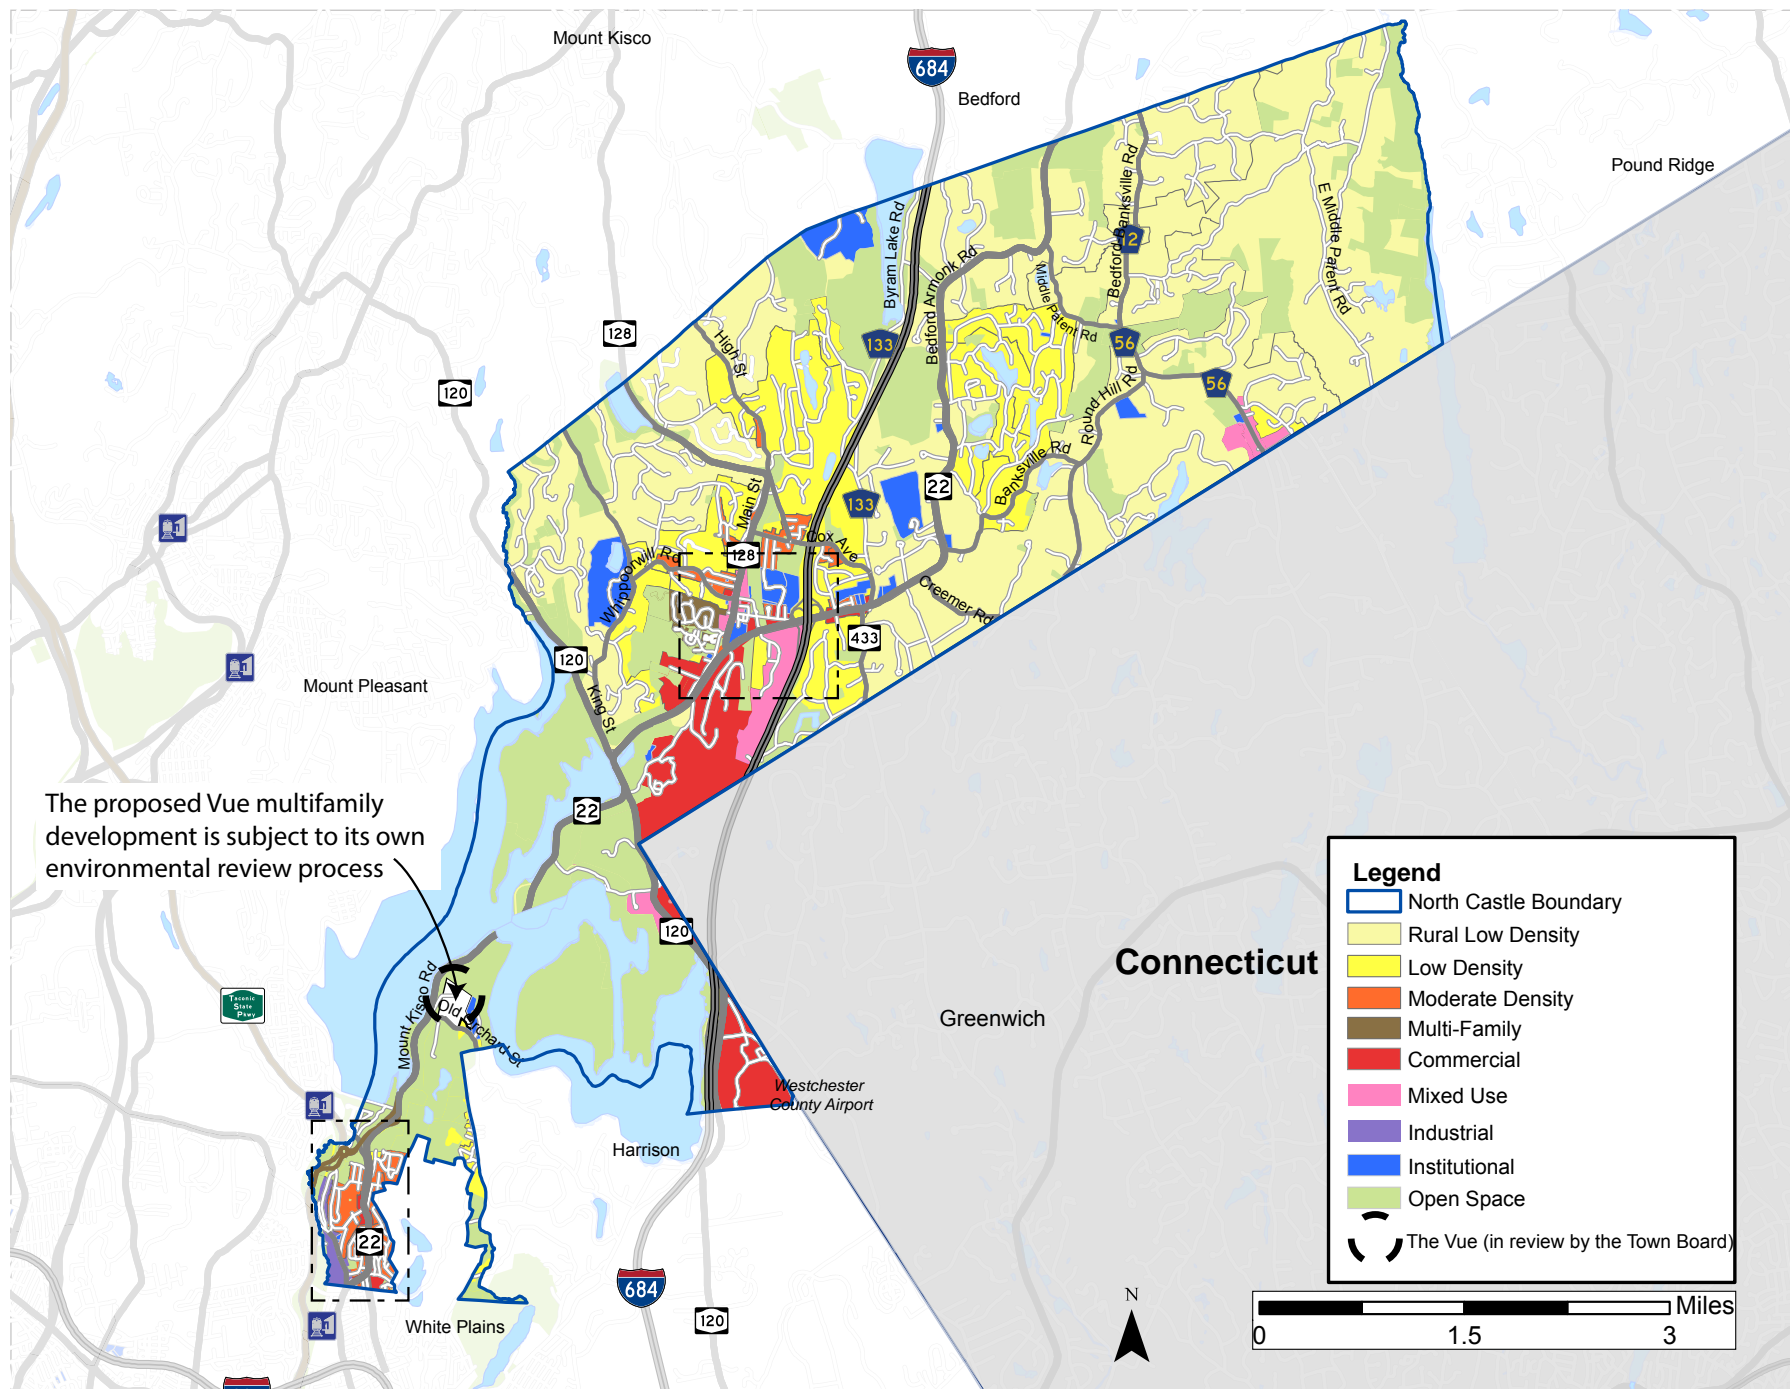 Mount Kisco
684
Bedford
Pound Ridge
Bedford Banksville Rd
E Middle Patent Rd
Byram Lake Rd
12
Bedford Armonk Rd
Middle Patent Rd
128
High St
133
56
120
56
Round Hill Rd
Banksville Rd
22
Main St
133
Cox Ave
128
Whippoorwill Rd
Creemer Rd
433
120
King St
Mount Pleasant
The proposed Vue multifamily
development is subject to its own
environmental review process
22
120
Connecticut
Greenwich
Mount Kisco Rd
Old Orchard St
Taconic
State
Pkwy
Westchester
County Airport
Harrison
22
684
120
White Plains
Legend
North Castle Boundary
Rural Low Density
Low Density
Moderate Density
Multi-Family
Commercial
Mixed Use
Industrial
Institutional
Open Space
The Vue (in review by the Town Board)
N
Miles
0 1.5 3